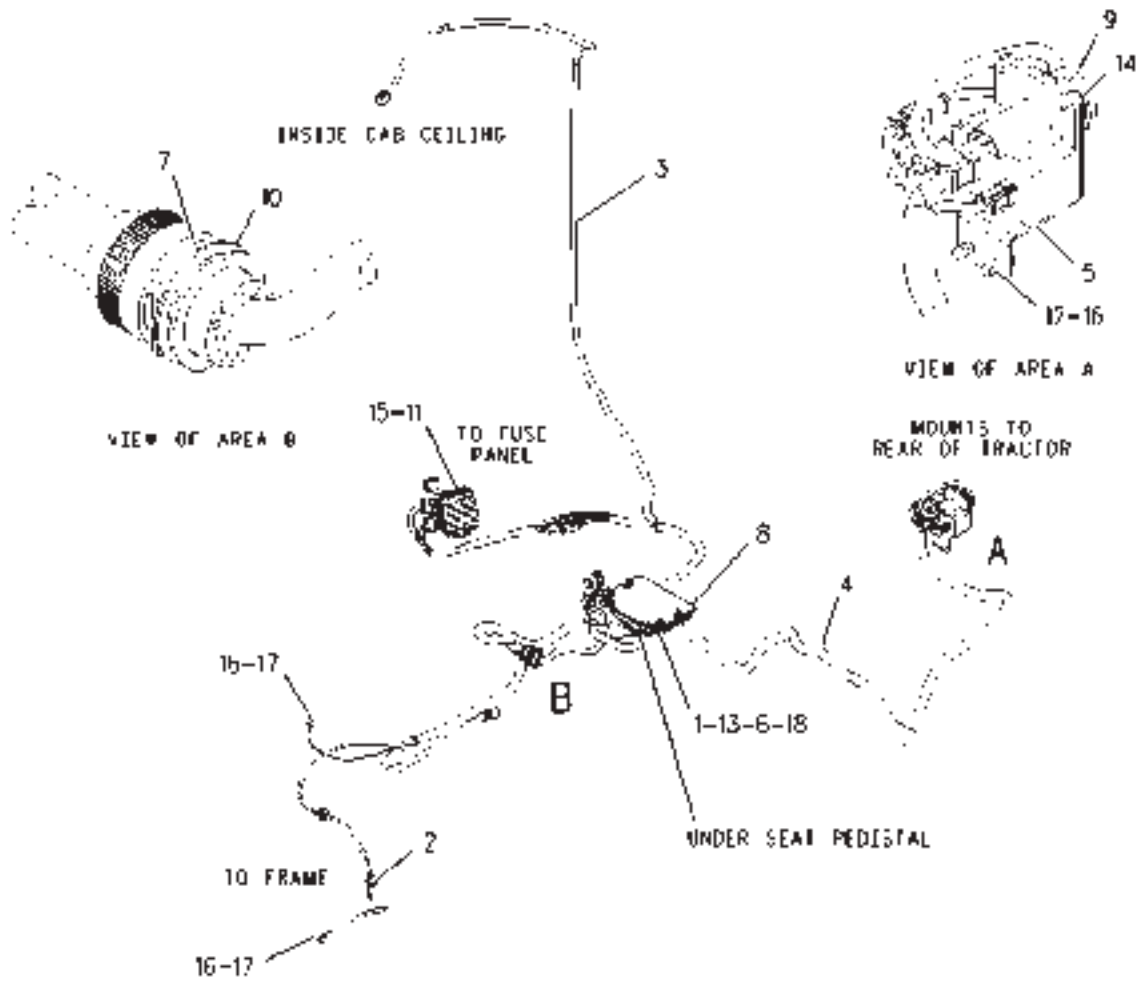 9
14
INSIDE CAB CEILING
7
10
3
5
12-16
VIEW OF AREA A
15-11
TO FUSE
PANEL
MOUNTS TO
REAR OF TRACTOR
VIEW OF AREA B
A
8
4
16-17
B
1-13-6-18
UNDER SEAT PEDISTAL
2
TO FRAME
16-17